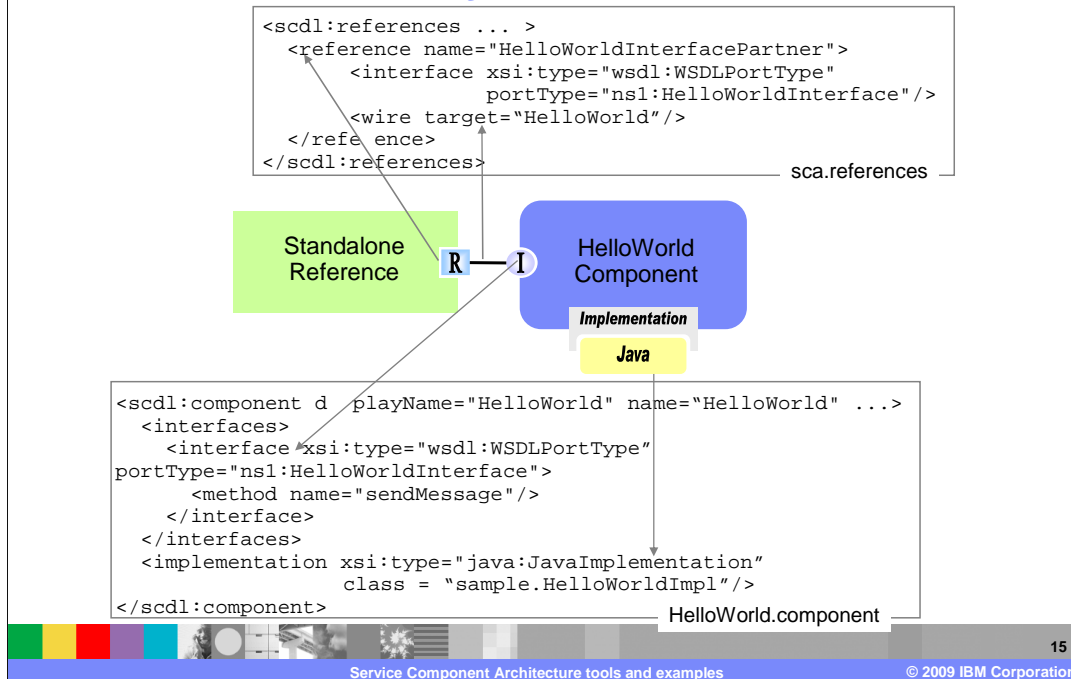 <scdl:references ... >
<reference name="HelloWorldInterfacePartner">
<interface xsi:type="wsdl:WSDLPortType"
portType="ns1:HelloWorldInterface"/>
<wire target=“HelloWorld”/>
</refe ence>
</scdl:references>
sca.references
Standalone
Reference
R
I
HelloWorld
Component
Implementation
Java
<scdl:component d  playName="HelloWorld" name=“HelloWorld" ...>
<interfaces>
<interface xsi:type="wsdl:WSDLPortType”
portType="ns1:HelloWorldInterface">
<method name="sendMessage"/>
</interface>
</interfaces>
<implementation xsi:type="java:JavaImplementation”
class = “sample.HelloWorldImpl”/>
</scdl:component>
HelloWorld.component
15
Service Component Architecture tools and examples
© 2009 IBM Corporation